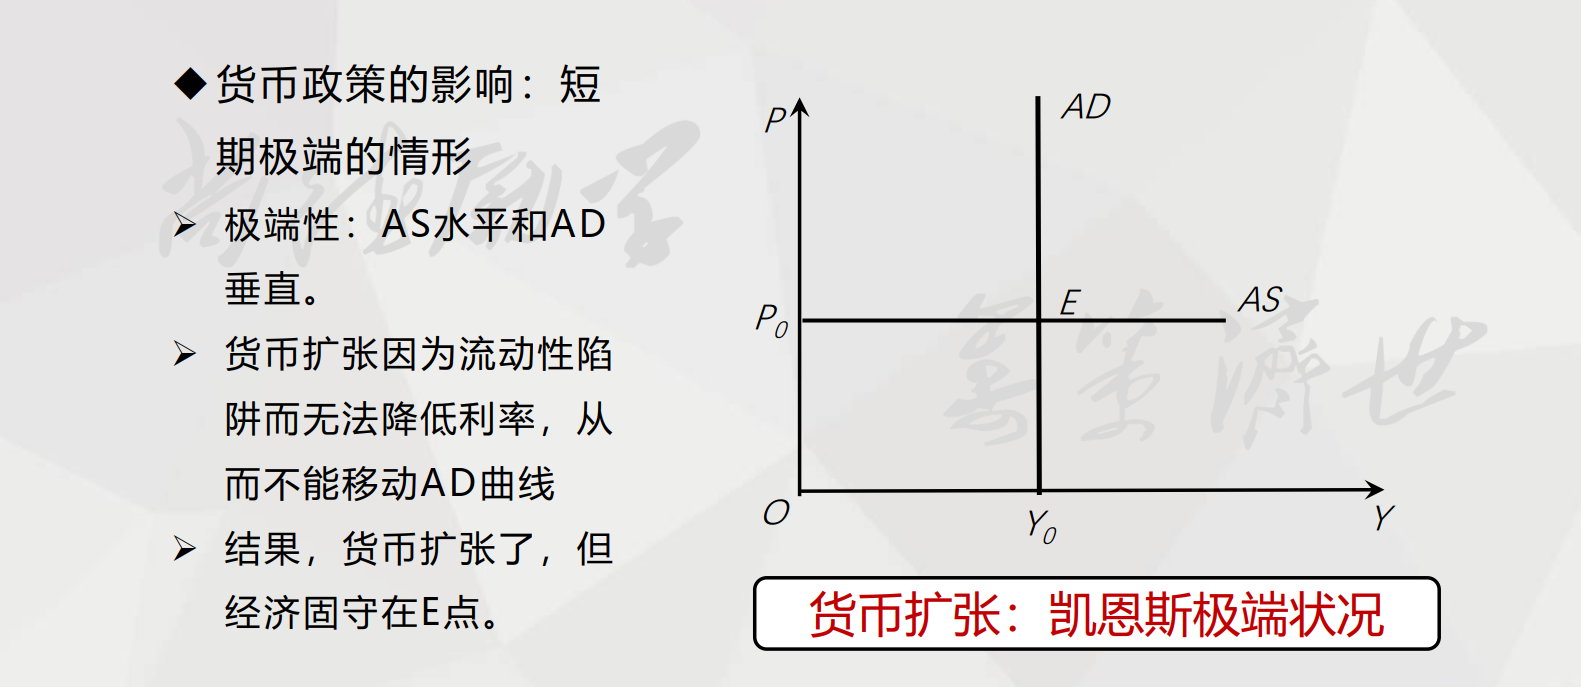 ◆货币政策的影响：短
期极端的情形
➢ 极端性：AS水平和AD
垂直。
➢ 货币扩张因为流动性陷
阱而无法降低利率，从
而不能移动AD曲线
➢ 结果，货币扩张了，但
经济固守在E点。
P
AD
P0
E
AS
O
Y0
Y
货币扩张：凯恩斯极端状况